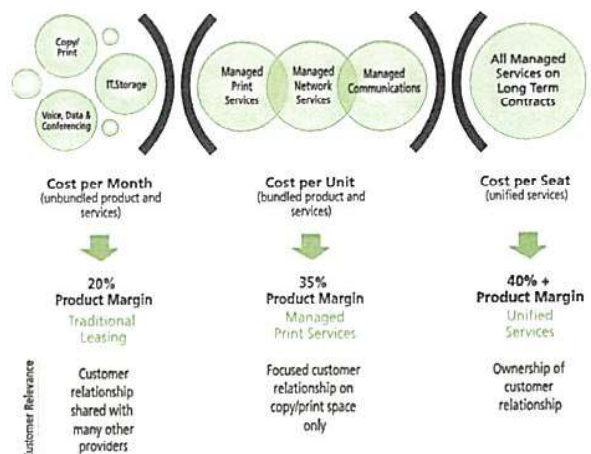 Copy/
Print
IT.Storage
Voice, Data &
Conferencing
Managed
Print
Services
Managed
Network
Services
Managed
Communications
All Managed
Services on
Long Term
Contracts
Cost per Month
(unbundled product and
services)
Cost per Unit
(bundled product and
services)
Cost per Seat
(unified services)
20%
Product Margin
Traditional
Leasing
35%
Product Margin
Managed
Print Services
40% +
Product Margin
Unified
Services
Customer Relevance
Customer
relationship
shared with
many other
providers
Focused customer
relationship on
copy/print space
only
Ownership of
customer
relationship